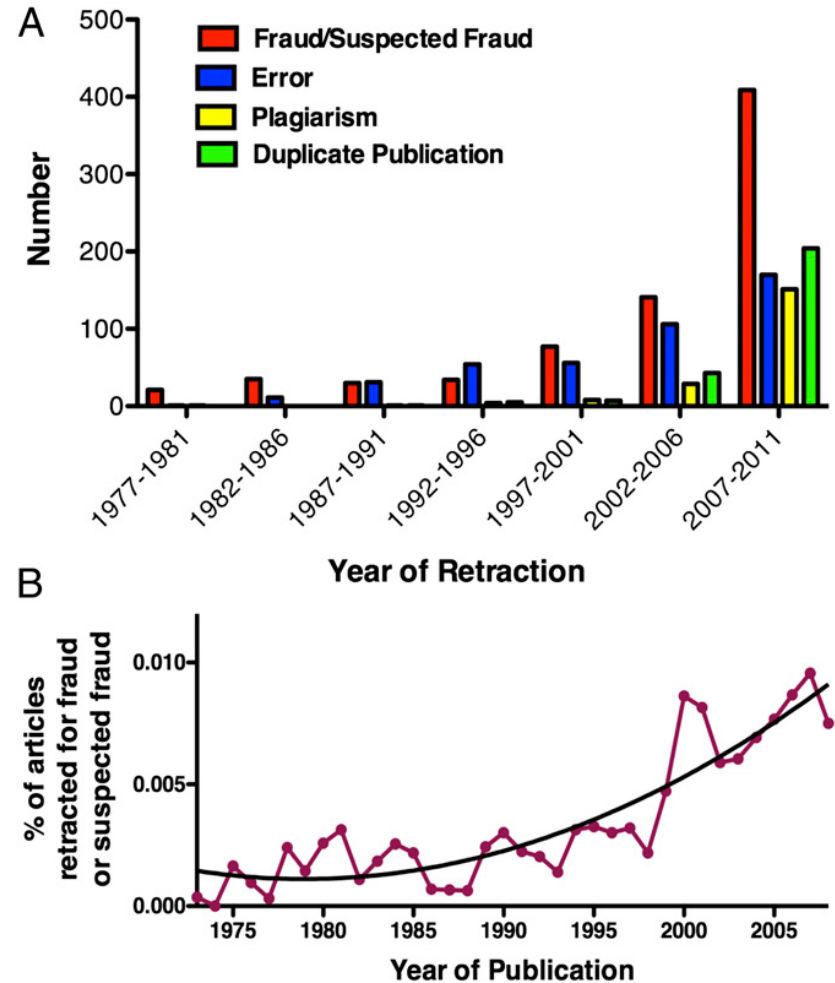 A
500
400
300
200
100
0
Number
Fraud/Suspected Fraud
Error
Plagiarism
Duplicate Publication
1977-1981
1982-1986
1987-1991
1992-1996
1997-2001
2002-2006
2007-2011
Year of Retraction
B
% of articles
retracted for fraud
or suspected fraud
0.010
0.005
0.000
1975
1980
1985
1990
1995
2000
2005
Year of Publication